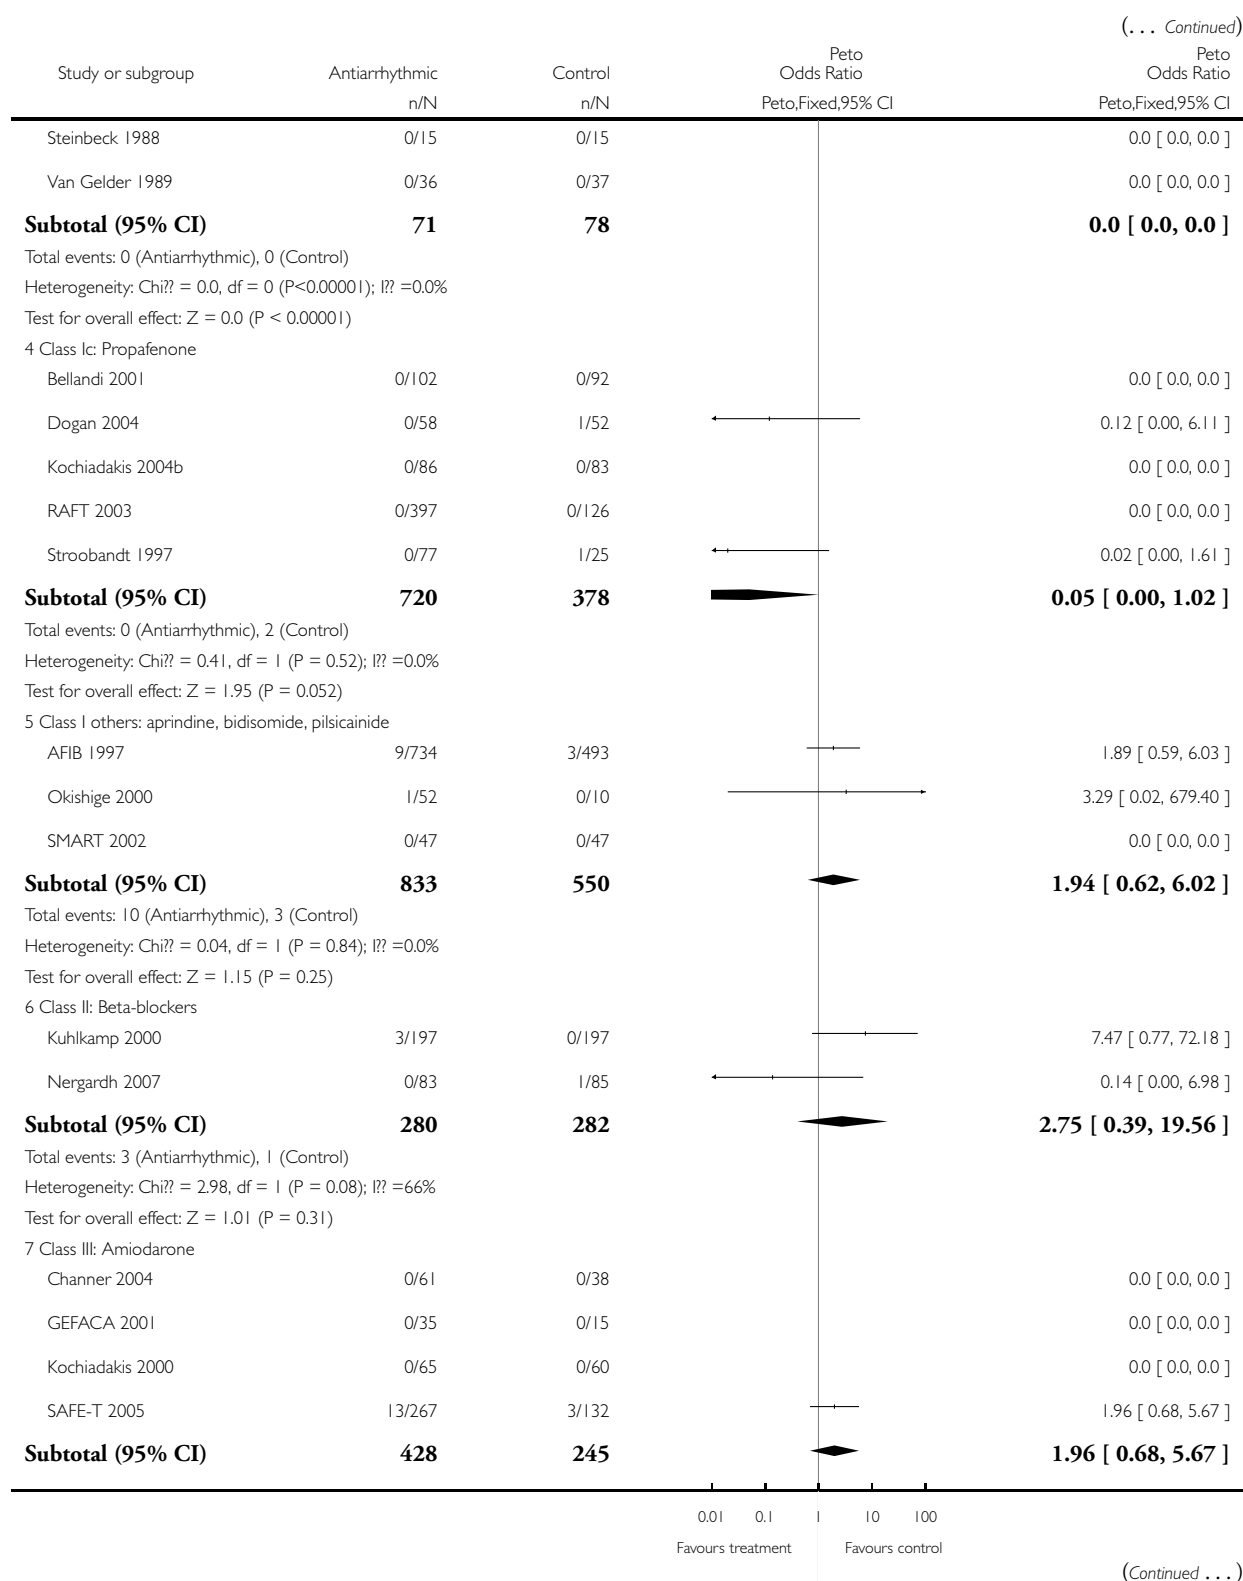 (... Continued)
Study or subgroup Antiarrhythmic Control Peto Odds Ratio Peto Odds Ratio
n/N n/N Peto,Fixed,95% CI Peto,Fixed,95% CI
Steinbeck 1988 0/15 0/15 0.0 [ 0.0, 0.0 ]
Van Gelder 1989 0/36 0/37 0.0 [ 0.0, 0.0 ]
Subtotal (95% CI) 71 78 0.0 [ 0.0, 0.0 ]
Total events: 0 (Antiarrhythmic), 0 (Control)
Heterogeneity: Chi?? = 0.0, df = 0 (P<0.00001); I?? =0.0%
Test for overall effect: Z = 0.0 (P < 0.00001)
4 Class Ic: Propafenone
Bellandi 2001 0/102 0/92 0.0 [ 0.0, 0.0 ]
Dogan 2004 0/58 1/52 0.12 [ 0.00, 6.11 ]
Kochiadakis 2004b 0/86 0/83 0.0 [ 0.0, 0.0 ]
RAFT 2003 0/397 0/126 0.0 [ 0.0, 0.0 ]
Stroobandt 1997 0/77 1/25 0.02 [ 0.00, 1.61 ]
Subtotal (95% CI) 720 378 0.05 [ 0.00, 1.02 ]
Total events: 0 (Antiarrhythmic), 2 (Control)
Heterogeneity: Chi?? = 0.41, df = 1 (P = 0.52); I?? =0.0%
Test for overall effect: Z = 1.95 (P = 0.052)
5 Class I others: aprindine, bidisomide, pilsicainide
AFIB 1997 9/734 3/493 1.89 [ 0.59, 6.03 ]
Okishige 2000 1/52 0/10 3.29 [ 0.02, 679.40 ]
SMART 2002 0/47 0/47 0.0 [ 0.0, 0.0 ]
Subtotal (95% CI) 833 550 1.94 [ 0.62, 6.02 ]
Total events: 10 (Antiarrhythmic), 3 (Control)
Heterogeneity: Chi?? = 0.04, df = 1 (P = 0.84); I?? =0.0%
Test for overall effect: Z = 1.15 (P = 0.25)
6 Class II: Beta-blockers
Kuhlkamp 2000 3/197 0/197 7.47 [ 0.77, 72.18 ]
Nergardh 2007 0/83 1/85 0.14 [ 0.00, 6.98 ]
Subtotal (95% CI) 280 282 2.75 [ 0.39, 19.56 ]
Total events: 3 (Antiarrhythmic), 1 (Control)
Heterogeneity: Chi?? = 2.98, df = 1 (P = 0.08); I?? =66%
Test for overall effect: Z = 1.01 (P = 0.31)
7 Class III: Amiodarone
Channer 2004 0/61 0/38 0.0 [ 0.0, 0.0 ]
GEFACA 2001 0/35 0/15 0.0 [ 0.0, 0.0 ]
Kochiadakis 2000 0/65 0/60 0.0 [ 0.0, 0.0 ]
SAFE-T 2005 13/267 3/132 1.96 [ 0.68, 5.67 ]
Subtotal (95% CI) 428 245 1.96 [ 0.68, 5.67 ]
0.01 0.1 1 10 100
Favours treatment Favours control
(Continued ...)